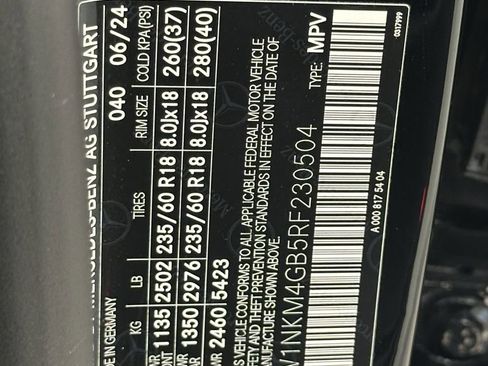 MERCEDES-BENZ AG STUTTGART
IN GERMANY 040 06/24
KG LB TIRES RIM SIZE COLD KPA(PSI)
1135 2502 235/60 R18 8.0Jx18 260(37)
1350 2976 235/60 R18 8.0Jx18 280(40)
2460 5423
VEHICLE CONFORMS TO ALL APPLICABLE FEDERAL MOTOR VEHICLE
SAFETY AND THEFT PREVENTION STANDARDS IN EFFECT ON THE DATE OF
MANUFACTURE SHOWN ABOVE.
W1NKM4GB5RF230504 TYPE: MPV
A 000 817 54 04 0317999